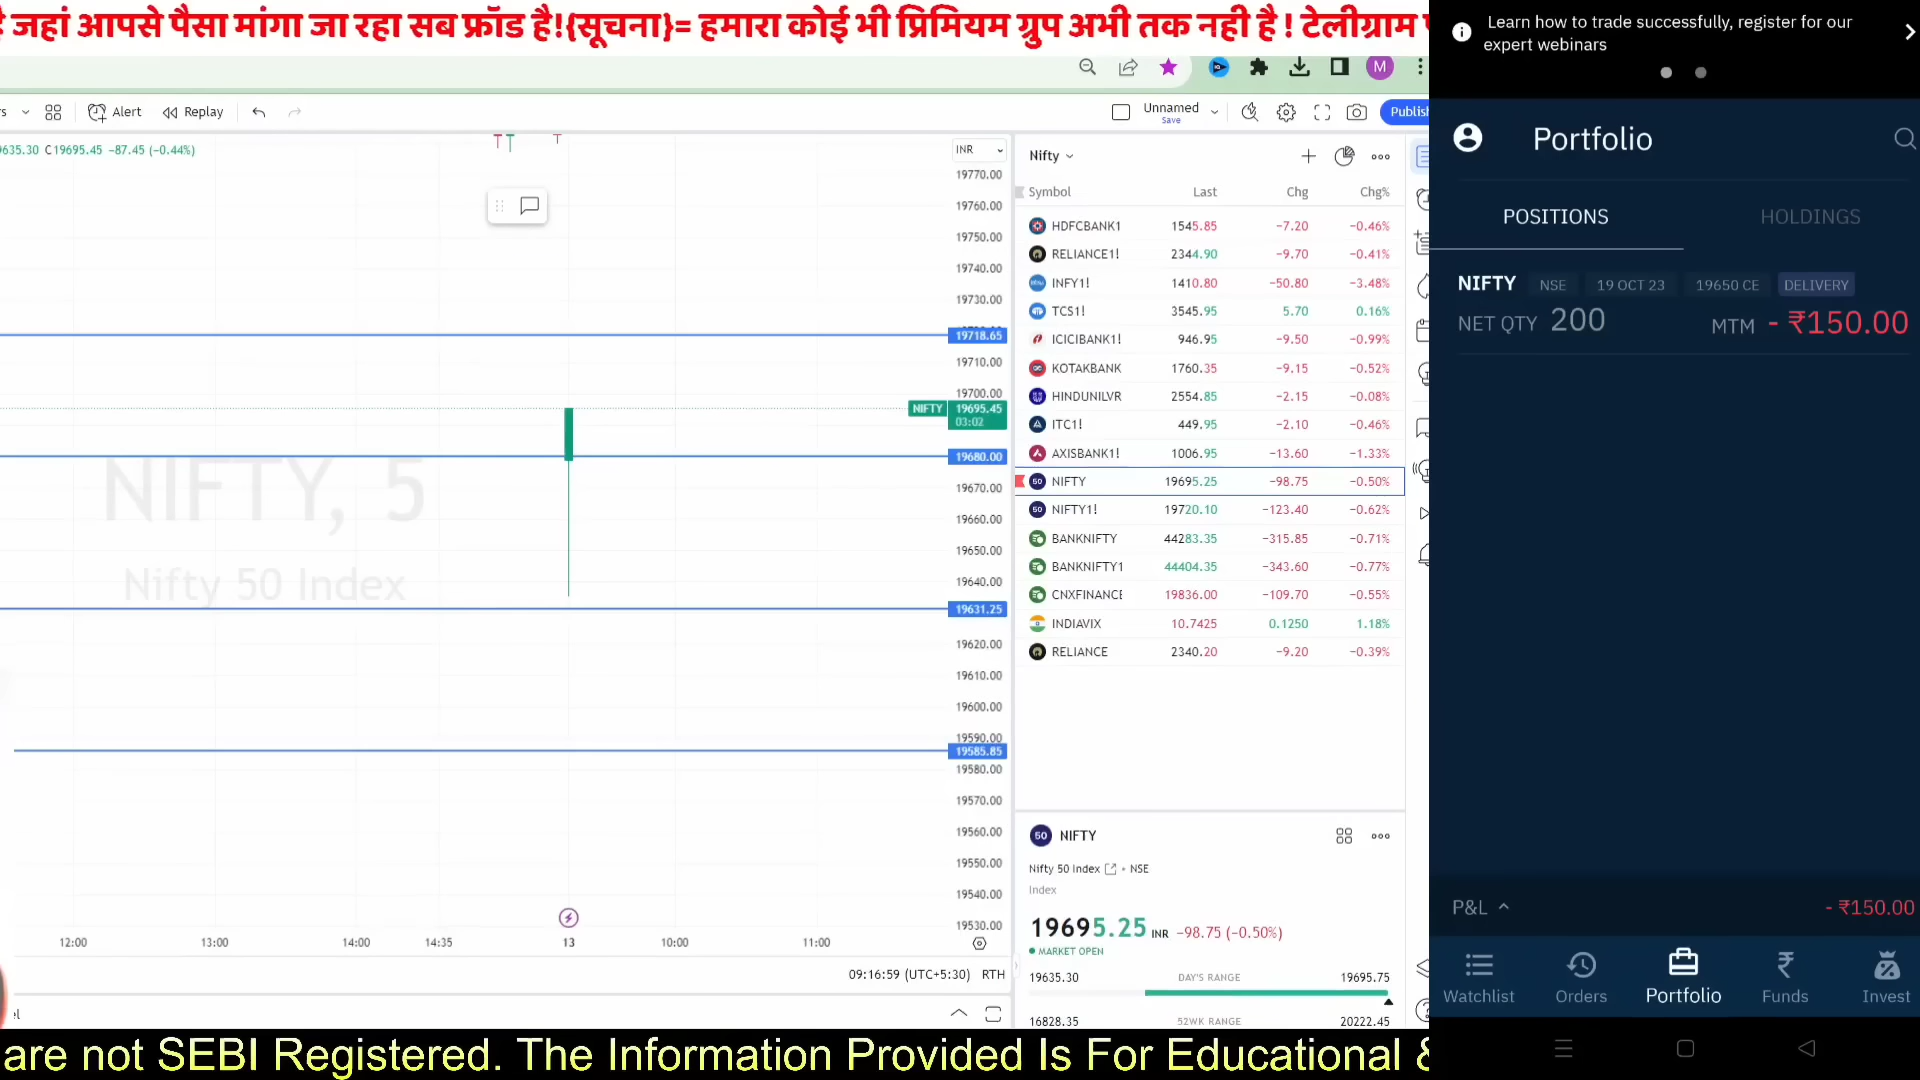 है जहां आपसे पैसा मांगा जा रहा सब फ्रॉड है!{सूचना}= हमारा कोई भी प्रिमियम ग्रुप अभी तक नही है ! टेलीग्राम
M
Alert Replay Unnamed Save Publish
9635.30 C19695.45 −87.45 (−0.44%)
INR
19770.00
19760.00
19750.00
19740.00
19730.00
19718.65
19710.00
19700.00
NIFTY 19695.45
03:02
19680.00
19670.00
19660.00
19650.00
19640.00
19631.25
19620.00
19610.00
19600.00
19590.00
19585.85
19580.00
19570.00
19560.00
19550.00
19540.00
19530.00
NIFTY, 5
Nifty 50 Index
12:00 13:00 14:00 14:35 13 10:00 11:00
09:16:59 (UTC+5:30) RTH
Nifty
Symbol Last Chg Chg%
HDFCBANK1 1545.85 −7.20 −0.46%
RELIANCE1! 2344.90 −9.70 −0.41%
INFY1! 1410.80 −50.80 −3.48%
TCS1! 3545.95 5.70 0.16%
ICICIBANK1! 946.95 −9.50 −0.99%
KOTAKBANK 1760.35 −9.15 −0.52%
HINDUNILVR 2554.85 −2.15 −0.08%
ITC1! 449.95 −2.10 −0.46%
AXISBANK1! 1006.95 −13.60 −1.33%
50 NIFTY 19695.25 −98.75 −0.50%
50 NIFTY1! 19720.10 −123.40 −0.62%
BANKNIFTY 44283.35 −315.85 −0.71%
BANKNIFTY1 44404.35 −343.60 −0.77%
CNXFINANCE 19836.00 −109.70 −0.55%
INDIAVIX 10.7425 0.1250 1.18%
RELIANCE 2340.20 −9.20 −0.39%
50 NIFTY
Nifty 50 Index • NSE
Index
19695.25 INR −98.75 (−0.50%)
MARKET OPEN
19635.30 DAY'S RANGE 19695.75
16828.35 52WK RANGE 20222.45
Learn how to trade successfully, register for our
expert webinars
Portfolio
POSITIONS HOLDINGS
NIFTY NSE 19 OCT 23 19650 CE DELIVERY
NET QTY 200 MTM - ₹150.00
P&L - ₹150.00
Watchlist Orders Portfolio Funds Invest
are not SEBI Registered. The Information Provided Is For Educational &